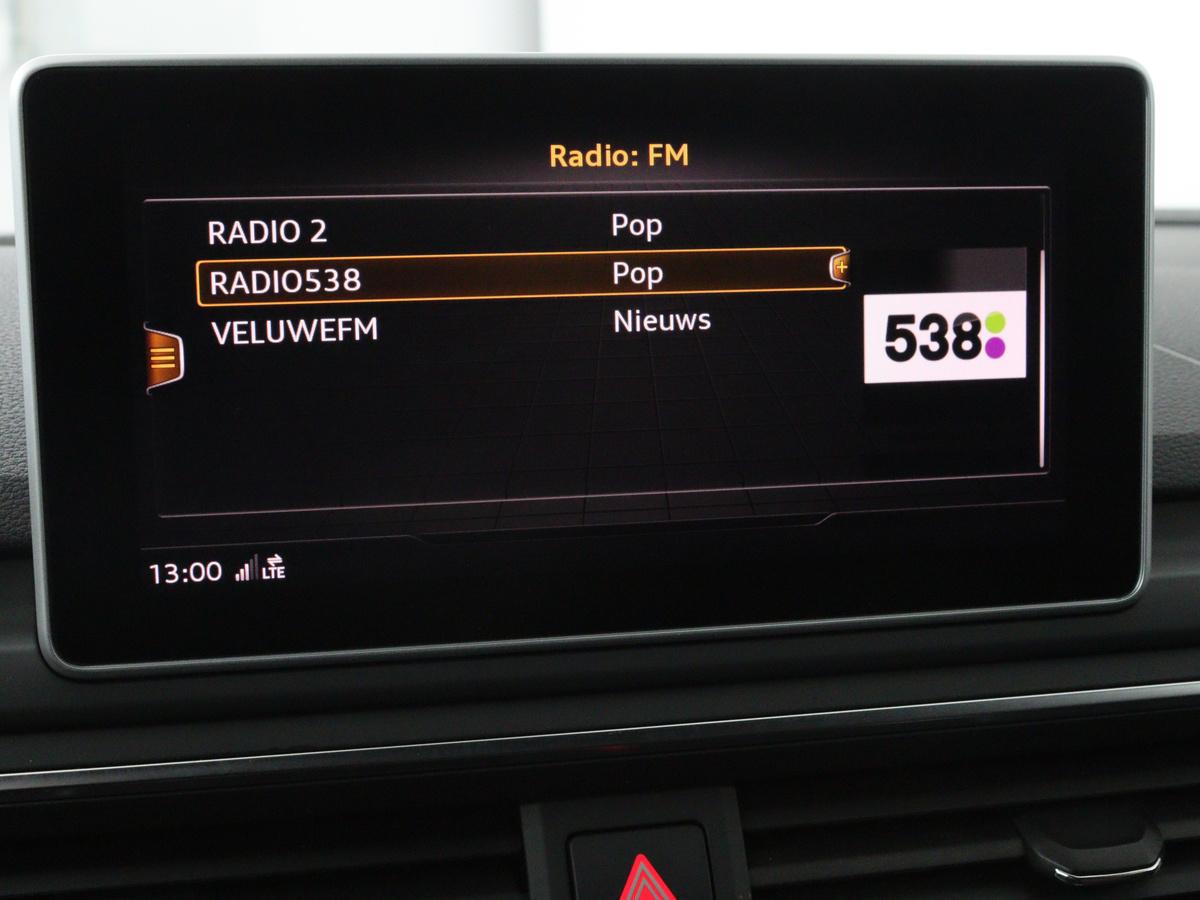 Radio: FM
RADIO 2 Pop
RADIO538 Pop
VELUWEFM Nieuws
538
13:00 LTE